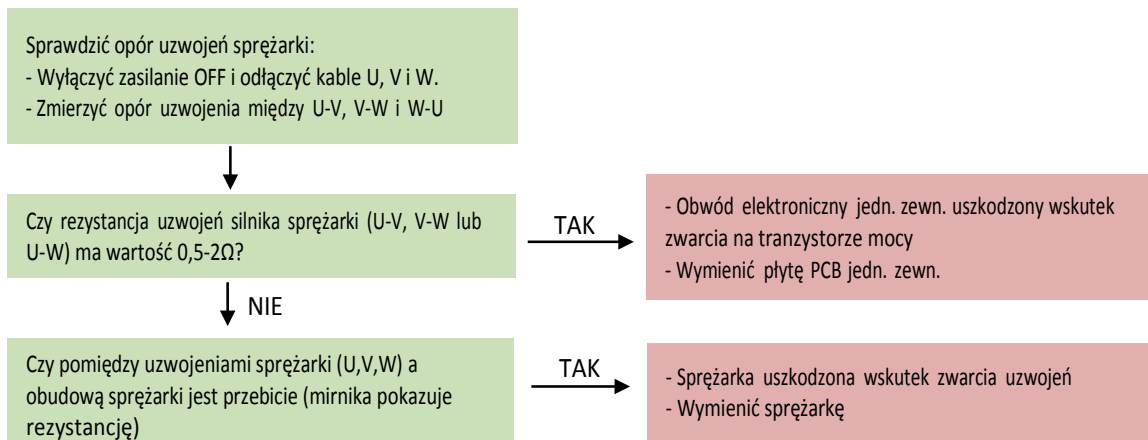 Sprawdzić opór uzwojeń sprężarki:
- Wyłączyć zasilanie OFF i odłączyć kable U, V i W.
- Zmierzyć opór uzwojenia między U-V, V-W i W-U
Czy rezystancja uzwojeń silnika sprężarki (U-V, V-W lub
U-W) ma wartość 0,5-2Ω?
TAK
- Obwód elektroniczny jedn. zewn. uszkodzony wskutek
zwarcia na tranzystorze mocy
- Wymienić płytę PCB jedn. zewn.
NIE
Czy pomiędzy uzwojeniami sprężarki (U,V,W) a
obudową sprężarki jest przebicie (mirnika pokazuje
rezystancję)
TAK
- Sprężarka uszkodzona wskutek zwarcia uzwojeń
- Wymienić sprężarkę